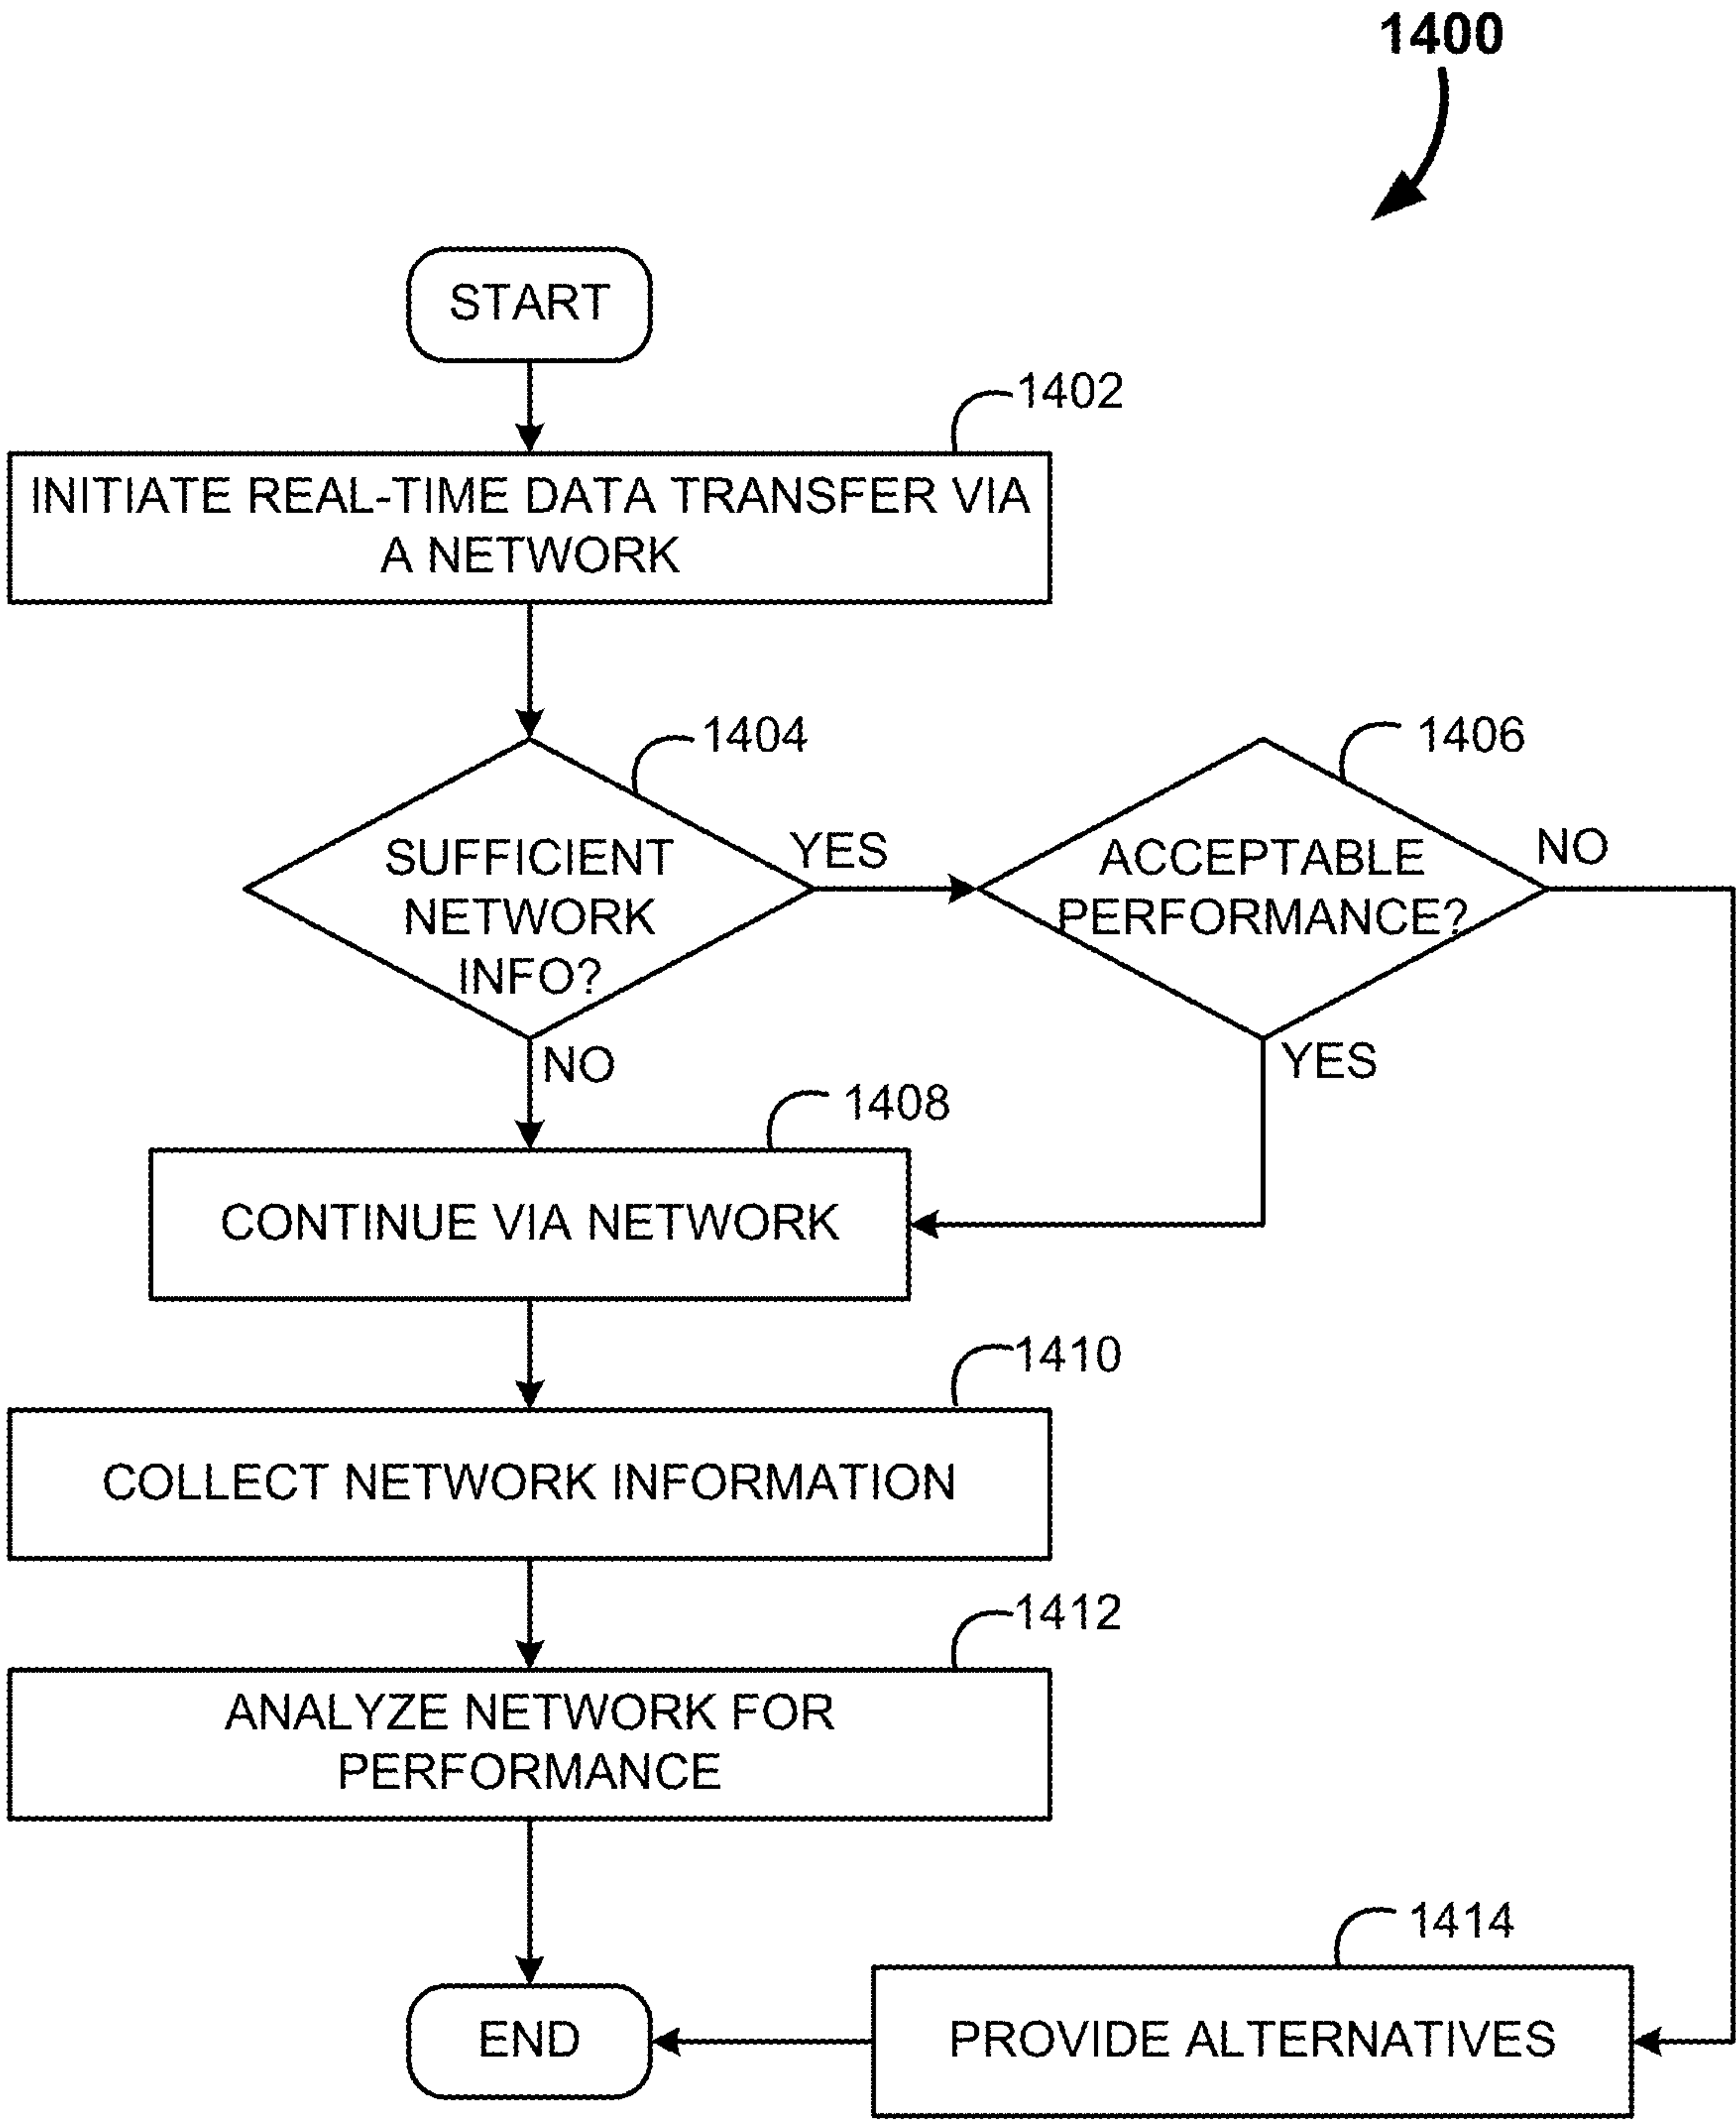 1400
START
1402
INITIATE REAL-TIME DATA TRANSFER VIA
A NETWORK
1404
1406
SUFFICIENT
NETWORK
INFO?
YES
ACCEPTABLE
PERFORMANCE?
NO
NO
YES
1408
CONTINUE VIA NETWORK
1410
COLLECT NETWORK INFORMATION
1412
ANALYZE NETWORK FOR
PERFORMANCE
1414
END
PROVIDE ALTERNATIVES